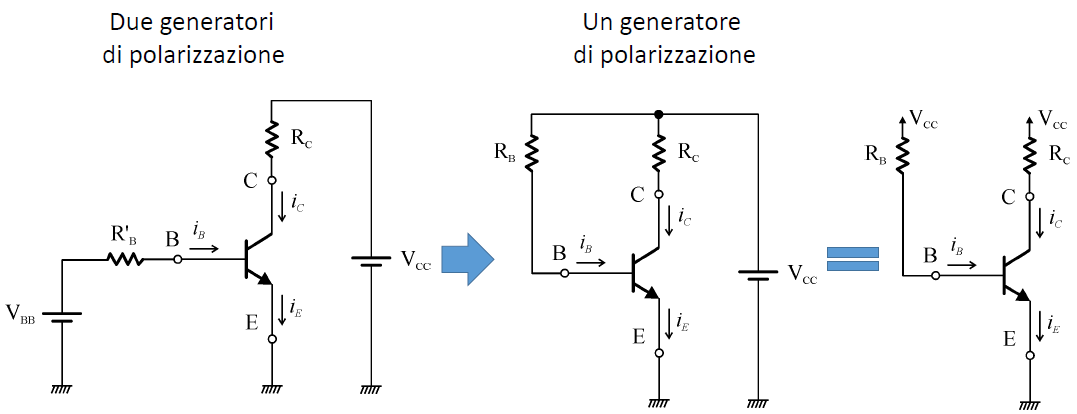 Due generatori
di polarizzazione
R_C
C
i_C
R'_B
B
i_B
V_CC
V_BB
E
i_E
Un generatore
di polarizzazione
R_B
R_C
C
i_C
B
i_B
V_CC
E
i_E
V_CC
V_CC
R_B
R_C
C
i_C
B
i_B
E
i_E